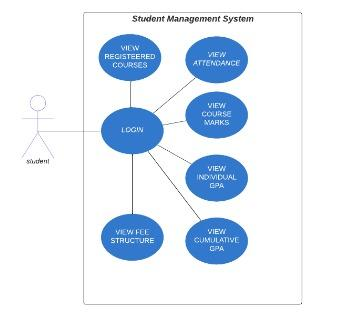 Student Management System
VIEW
REGISTEERED
COURSES
VIEW
ATTENDANCE
VIEW
COURSE
MARKS
LOGIN
student
VIEW
INDIVIDUAL
GPA
VIEW FEE
STRUCTURE
VIEW
CUMULATIVE
GPA